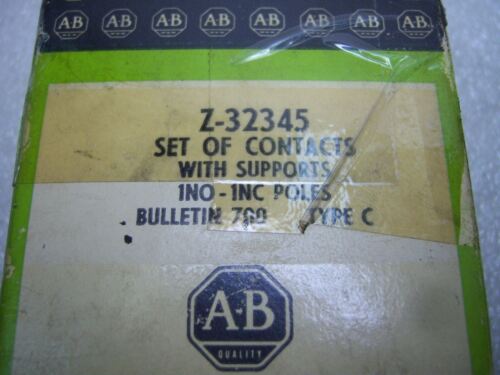 AB AB AB AB AB AB AB AB
Z-32345
SET OF CONTACTS
WITH SUPPORTS
1NO-1NC POLES
BULLETIN 700 TYPE C
A-B
QUALITY